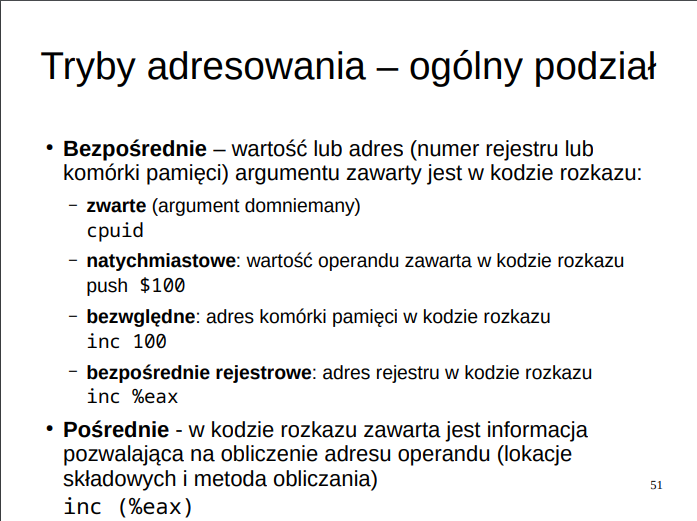 Tryby adresowania – ogólny podział
• Bezpośrednie – wartość lub adres (numer rejestru lub
komórki pamięci) argumentu zawarty jest w kodzie rozkazu:
– zwarte (argument domniemany)
cpuid
– natychmiastowe: wartość operandu zawarta w kodzie rozkazu
push $100
– bezwględne: adres komórki pamięci w kodzie rozkazu
inc 100
– bezpośrednie rejestrowe: adres rejestru w kodzie rozkazu
inc %eax
• Pośrednie - w kodzie rozkazu zawarta jest informacja
pozwalająca na obliczenie adresu operandu (lokacje
składowych i metoda obliczania)
inc (%eax)
51